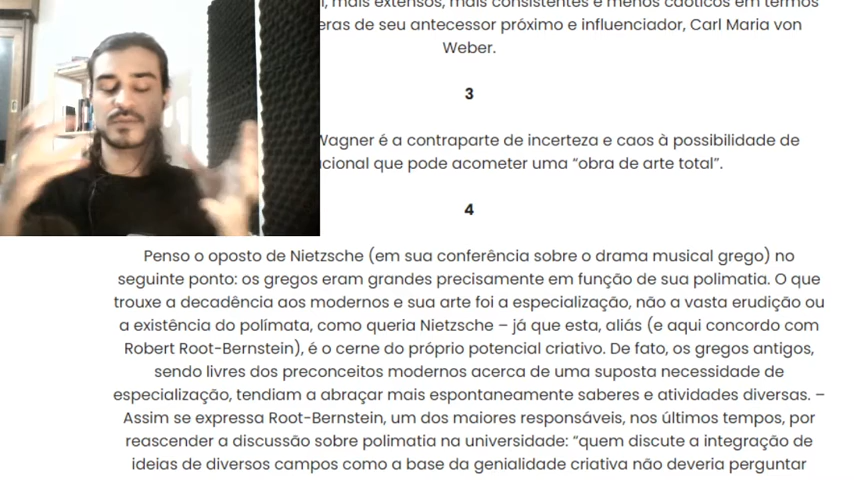 mais extensos, mais consistentes e menos caóticos em termos
eras de seu antecessor próximo e influenciador, Carl Maria von
Weber.
3
Wagner é a contraparte de incerteza e caos à possibilidade de
cional que pode acometer uma “obra de arte total”.
4
Penso o oposto de Nietzsche (em sua conferência sobre o drama musical grego) no
seguinte ponto: os gregos eram grandes precisamente em função de sua polimatia. O que
trouxe a decadência aos modernos e sua arte foi a especialização, não a vasta erudição ou
a existência do polímata, como queria Nietzsche – já que esta, aliás (e aqui concordo com
Robert Root-Bernstein), é o cerne do próprio potencial criativo. De fato, os gregos antigos,
sendo livres dos preconceitos modernos acerca de uma suposta necessidade de
especialização, tendiam a abraçar mais espontaneamente saberes e atividades diversas. –
Assim se expressa Root-Bernstein, um dos maiores responsáveis, nos últimos tempos, por
reascender a discussão sobre polimatia na universidade: “quem discute a integração de
ideias de diversos campos como a base da genialidade criativa não deveria perguntar